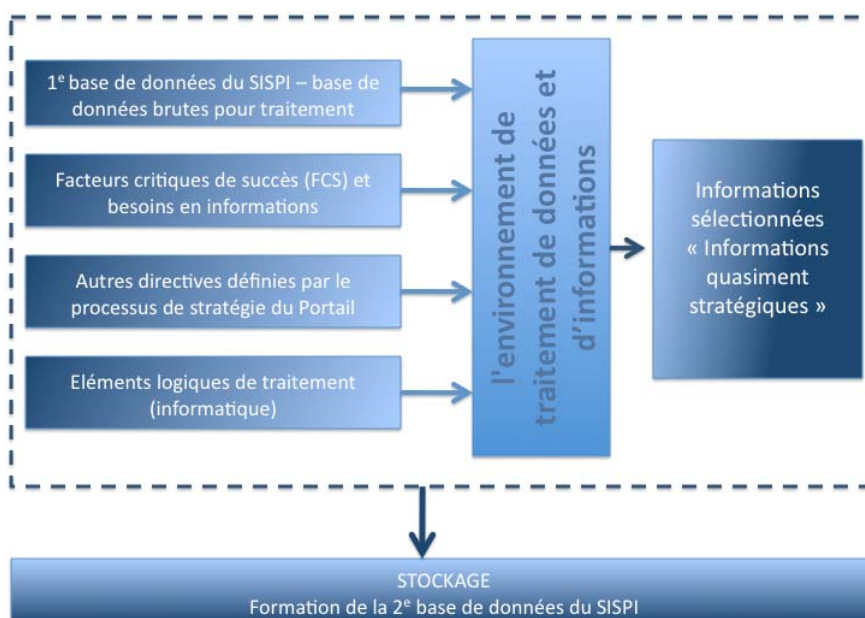 1e base de données du SISPI – base de
données brutes pour traitement
Facteurs critiques de succès (FCS) et
besoins en informations
Autres directives définies par le
processus de stratégie du Portail
Eléments logiques de traitement
(informatique)
l'environnement de
traitement de données et
d'informations
Informations
sélectionnées
« Informations
quasiment
stratégiques »
STOCKAGE
Formation de la 2e base de données du SISPI